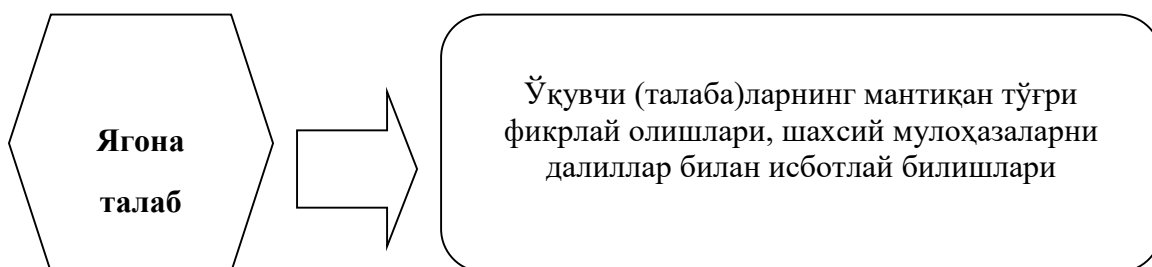 Ягона
талаб
Ўқувчи (талаба)ларнинг мантиқан тўғри
фикрлай олишлари, шахсий мулоҳазаларни
далиллар билан исботлай билишлари